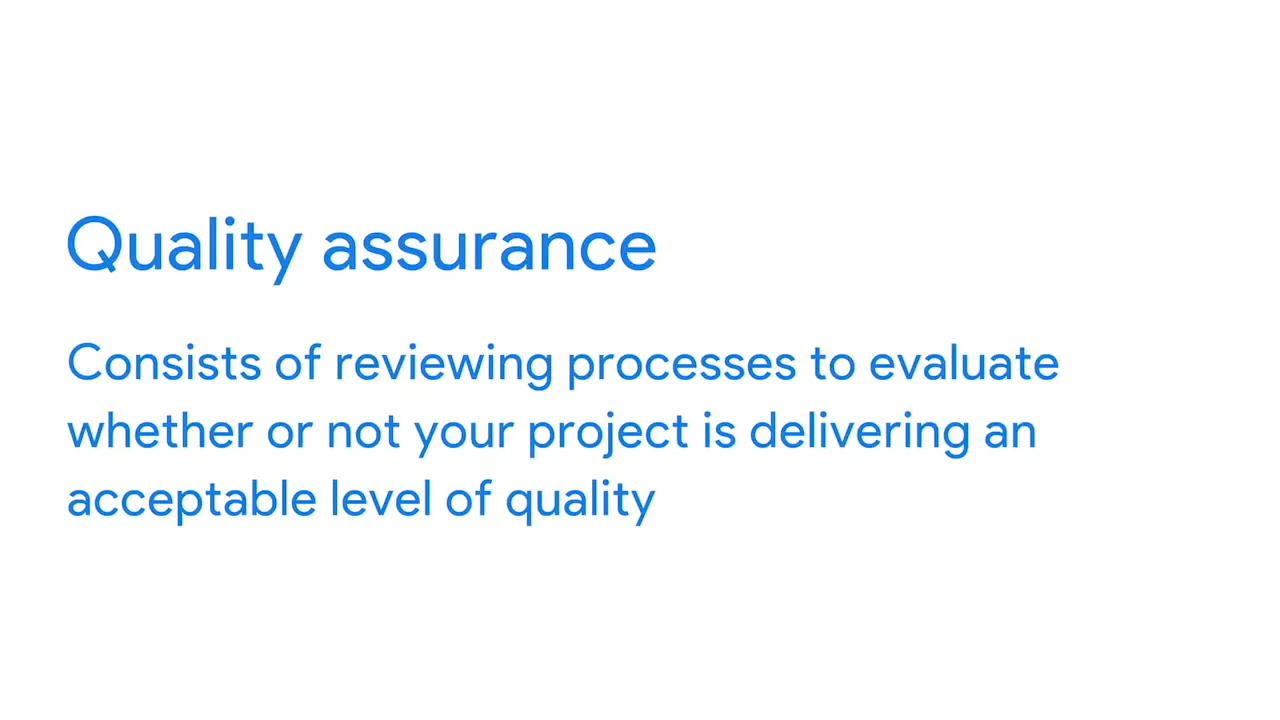 Quality assurance
Consists of reviewing processes to evaluate
whether or not your project is delivering an
acceptable level of quality